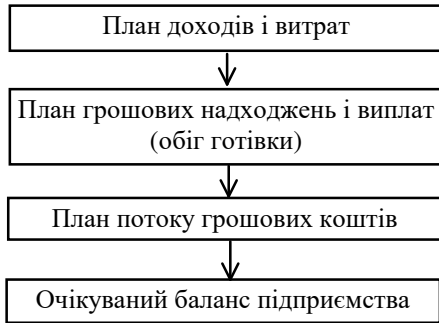 План доходів і витрат
План грошових надходжень і виплат
(обіг готівки)
План потоку грошових коштів
Очікуваний баланс підприємства